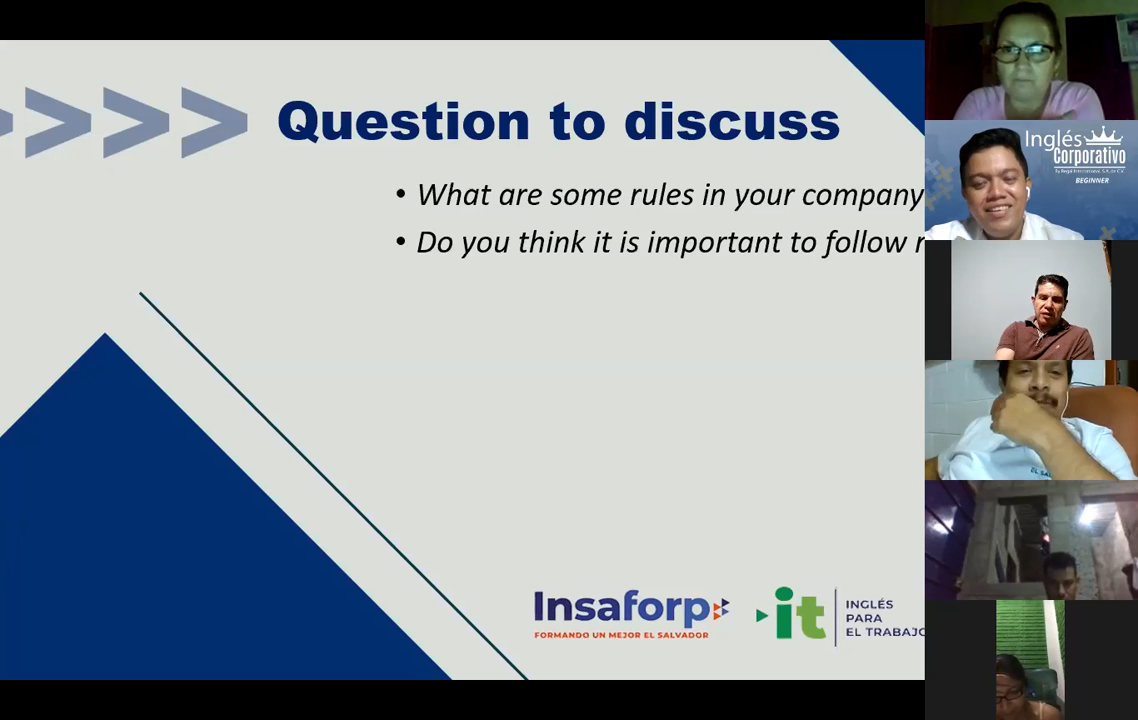 >>>>
Question to discuss
• What are some rules in your company
• Do you think it is important to follow
Insaforp
FORMANDO UN MEJOR EL SALVADOR
it
INGLÉS
PARA
EL TRABAJO
Inglés
Corporativo
BEGINNER